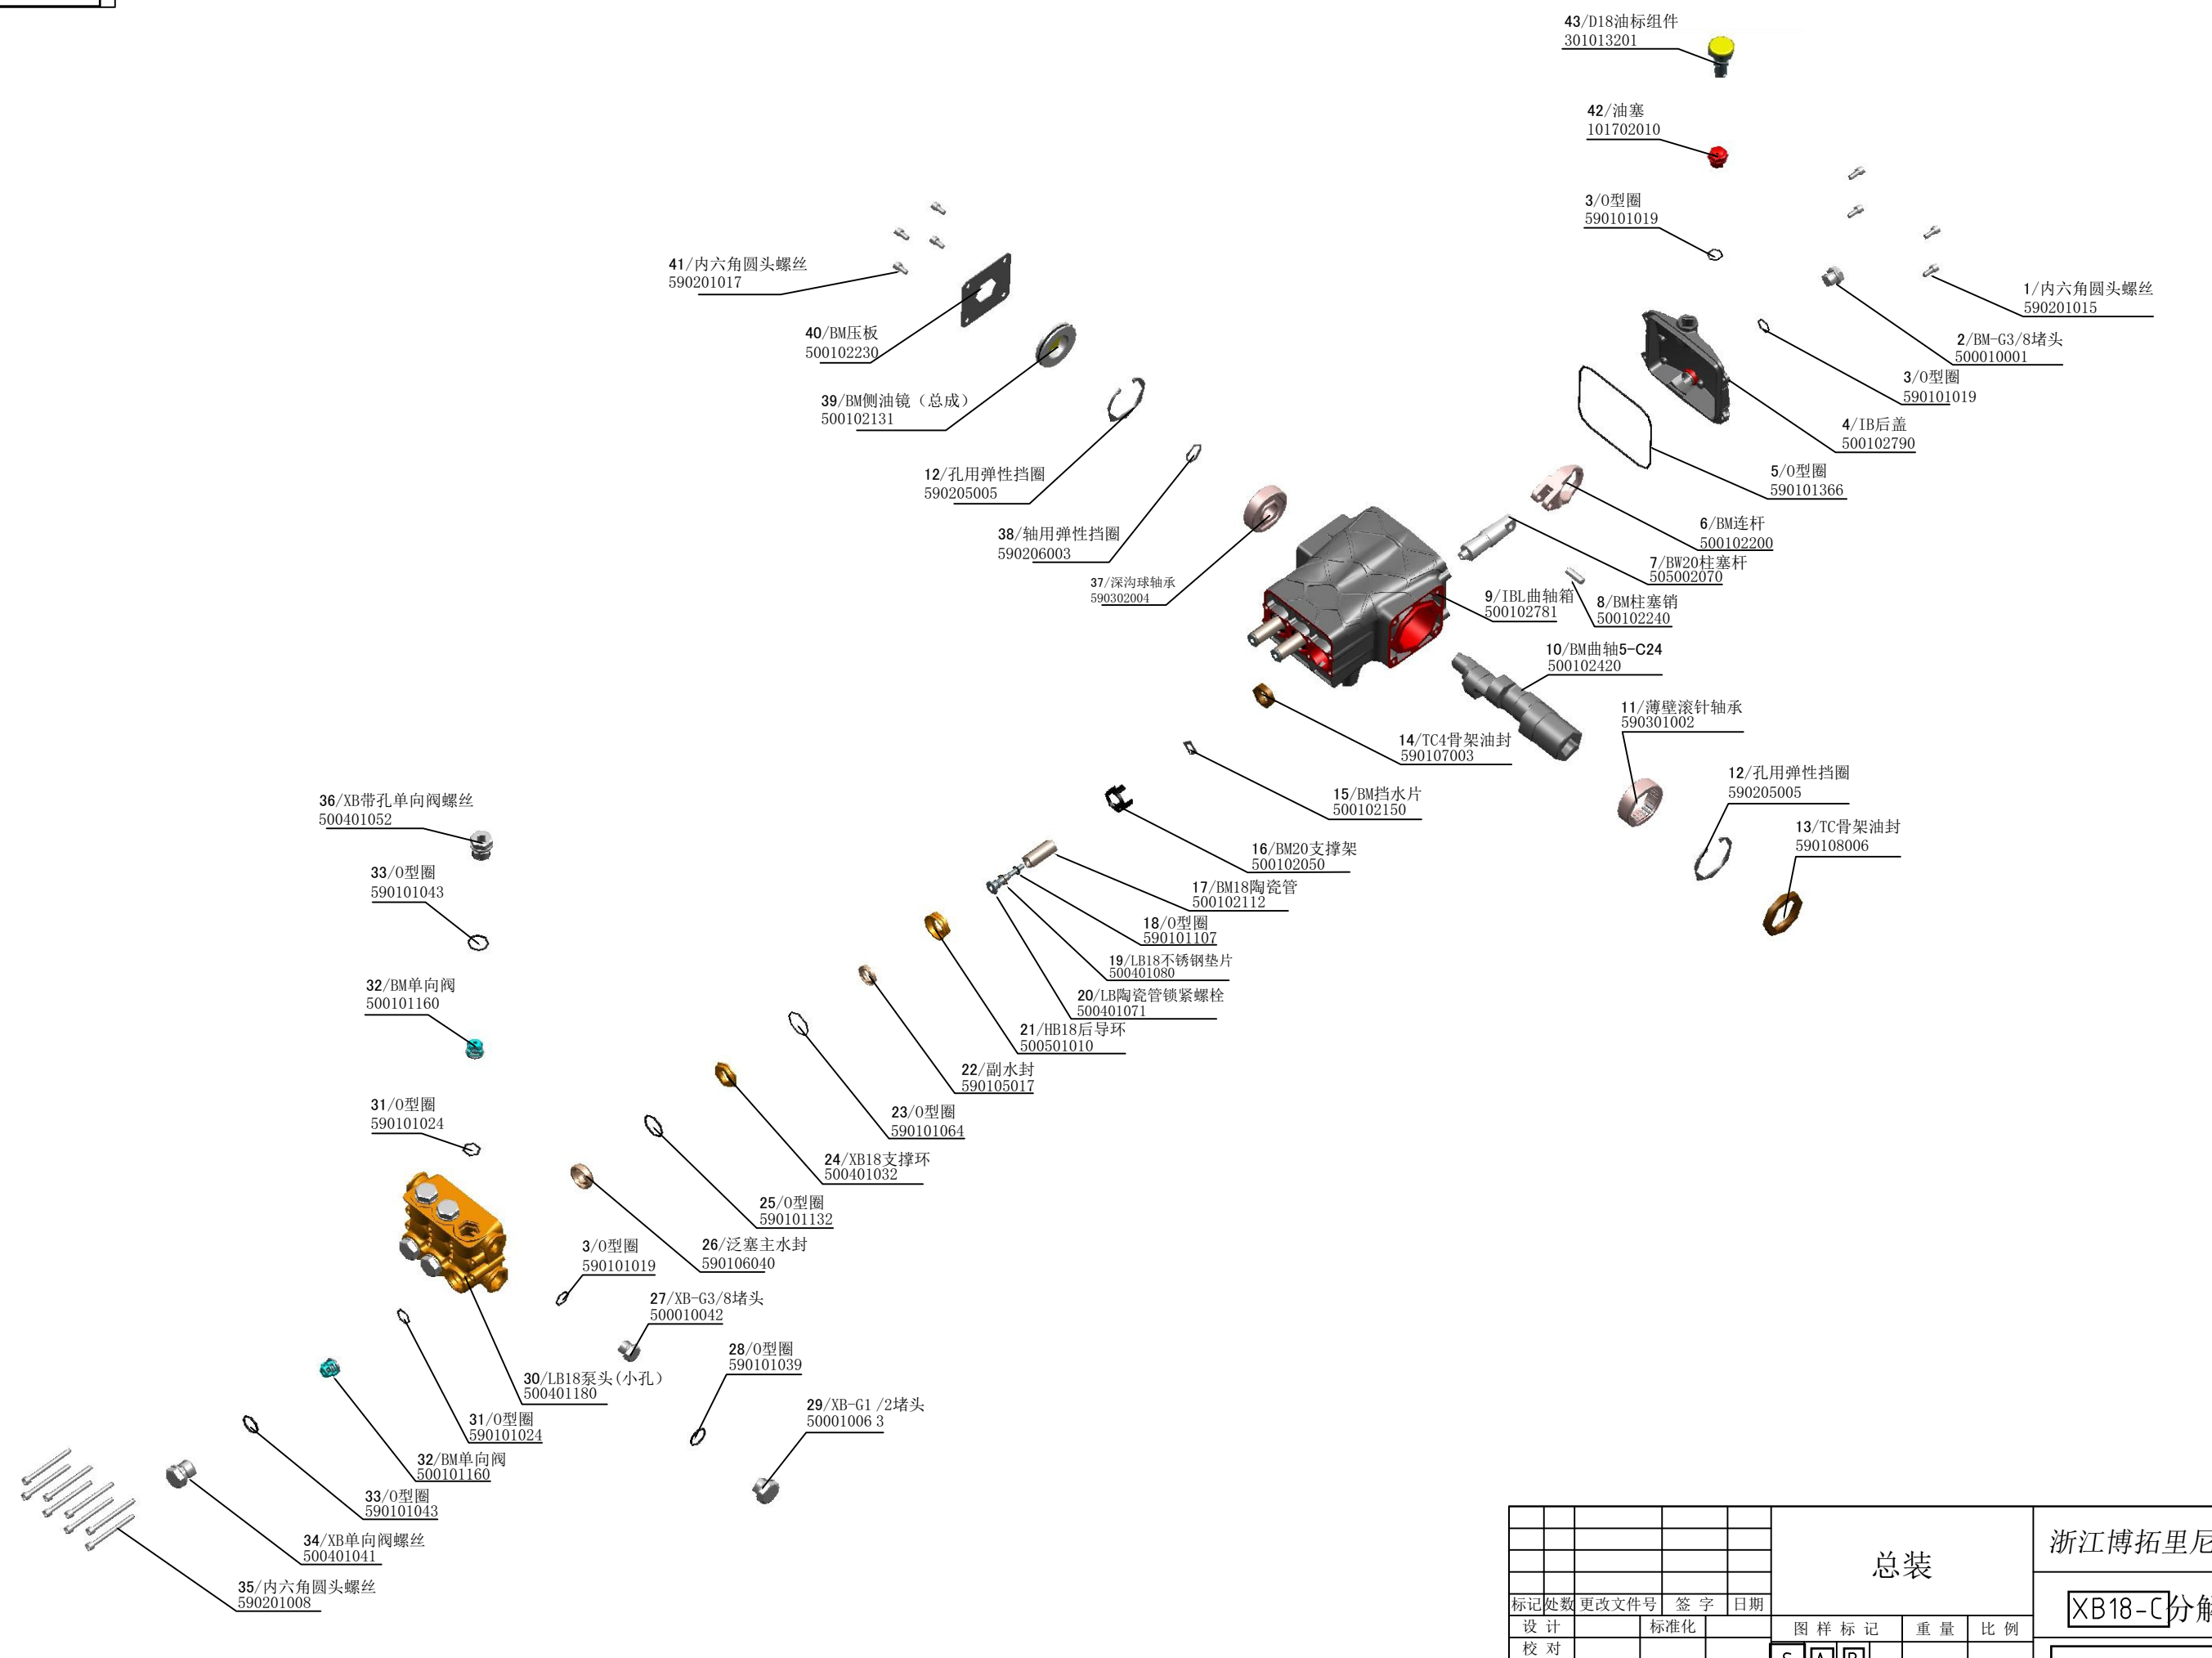 43/D18油标组件
301013201
42/油塞
101702010
3/O型圈
590101019
41/内六角圆头螺丝
590201017
1/内六角圆头螺丝
590201015
40/BM压板
500102230
2/BM-G3/8堵头
500010001
3/O型圈
590101019
39/BM侧油镜（总成）
500102131
4/IB后盖
500102790
12/孔用弹性挡圈
590205005
5/O型圈
590101366
38/轴用弹性挡圈
590206003
6/BM连杆
500102200
37/深沟球轴承
590302004
7/BW20柱塞杆
505002070
9/IBL曲轴箱
500102781
8/BM柱塞销
500102240
10/BM曲轴5-C24
500102420
11/薄壁滚针轴承
590301002
14/TC4骨架油封
590107003
12/孔用弹性挡圈
590205005
15/BM挡水片
500102150
13/TC骨架油封
590108006
36/XB带孔单向阀螺丝
500401052
16/BM20支撑架
500102050
33/O型圈
590101043
17/BM18陶瓷管
500102112
18/O型圈
590101107
19/LB18不锈钢垫片
500401080
32/BM单向阀
500101160
20/LB陶瓷管锁紧螺栓
500401071
21/HB18后导环
500501010
22/副水封
590105017
31/O型圈
590101024
23/O型圈
590101064
24/XB18支撑环
500401032
25/O型圈
590101132
26/泛塞主水封
590106040
3/O型圈
590101019
27/XB-G3/8堵头
500010042
28/O型圈
590101039
30/LB18泵头(小孔)
500401180
29/XB-G1 /2堵头
50001006 3
31/O型圈
590101024
32/BM单向阀
500101160
33/O型圈
590101043
34/XB单向阀螺丝
500401041
35/内六角圆头螺丝
590201008
总装
浙江博拓里尼
XB18-C分解
标记 处数 更改文件号 签 字 日期
设 计 标准化 图 样 标 记 重 量 比 例
校 对
S A B